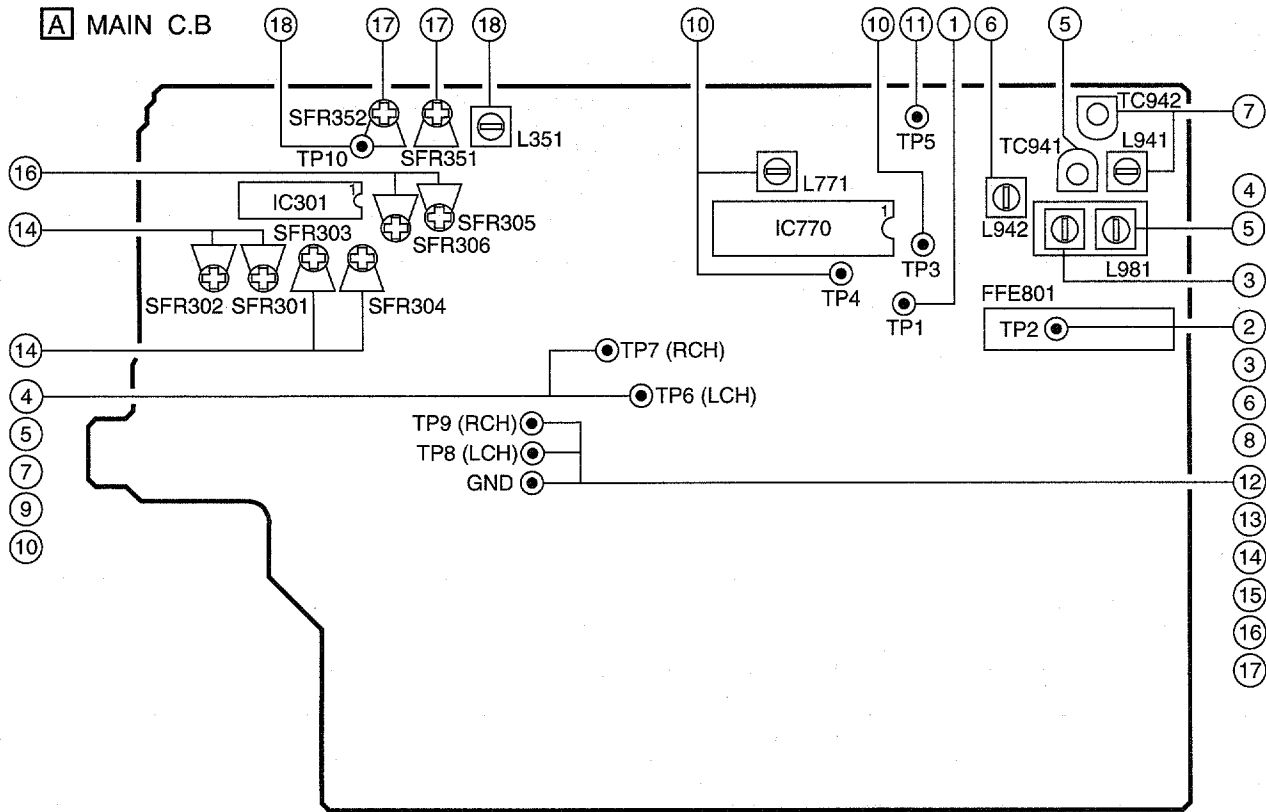 A MAIN C.B
18 17 17 18 10 10 11 1 6 5
SFR352
TP10
SFR351
L351
TP5
TC942
TC941
L941
7
16
IC301
1
SFR305
SFR306
L771
IC770
1
L942
4
5
14
SFR303
SFR302
SFR301
SFR304
TP4
TP3
TP1
L981
3
FFE801
TP2
2
14
TP7 (RCH)
3
4
TP6 (LCH)
6
5
TP9 (RCH)
8
7
TP8 (LCH)
9
GND
12
10
13
14
15
16
17